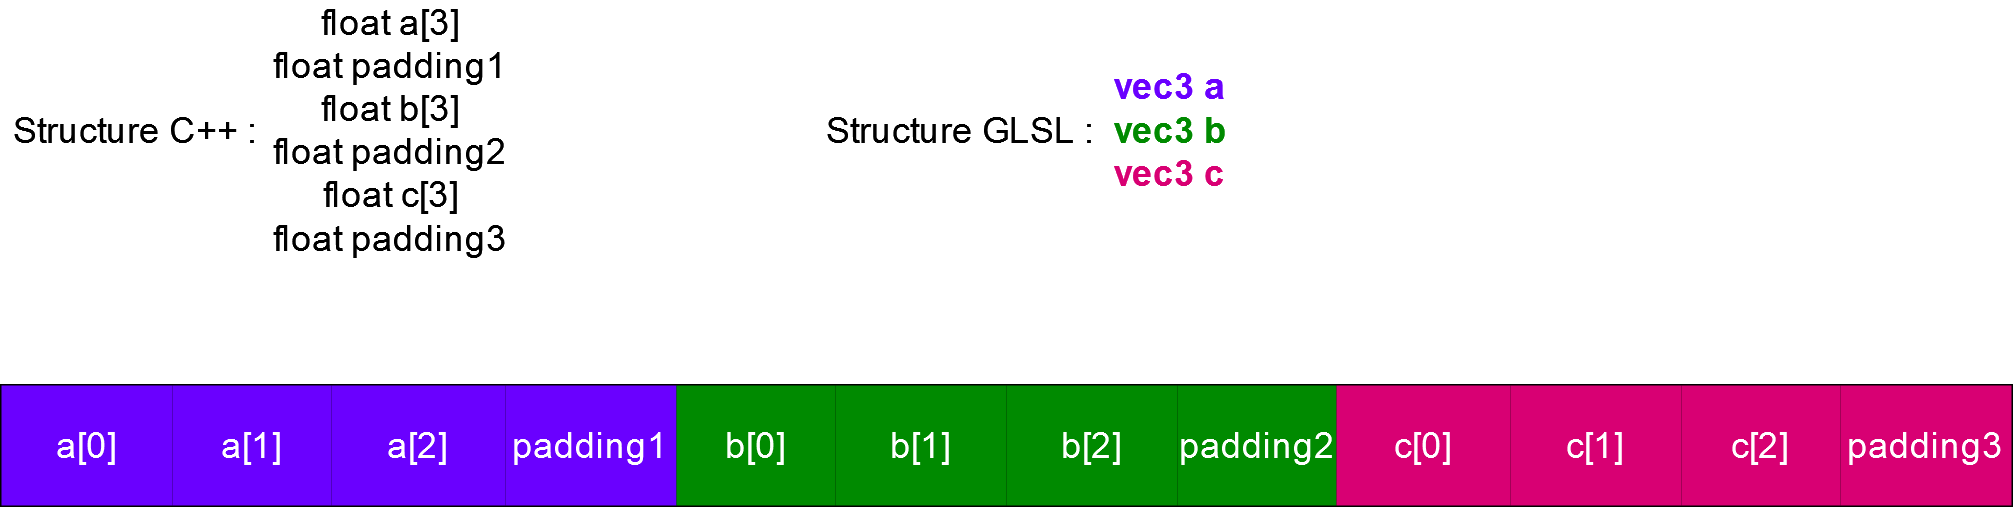 Structure C++ :
float a[3]
float padding1
float b[3]
float padding2
float c[3]
float padding3
Structure GLSL :
vec3 a
vec3 b
vec3 c
a[0] a[1] a[2] padding1 b[0] b[1] b[2] padding2 c[0] c[1] c[2] padding3